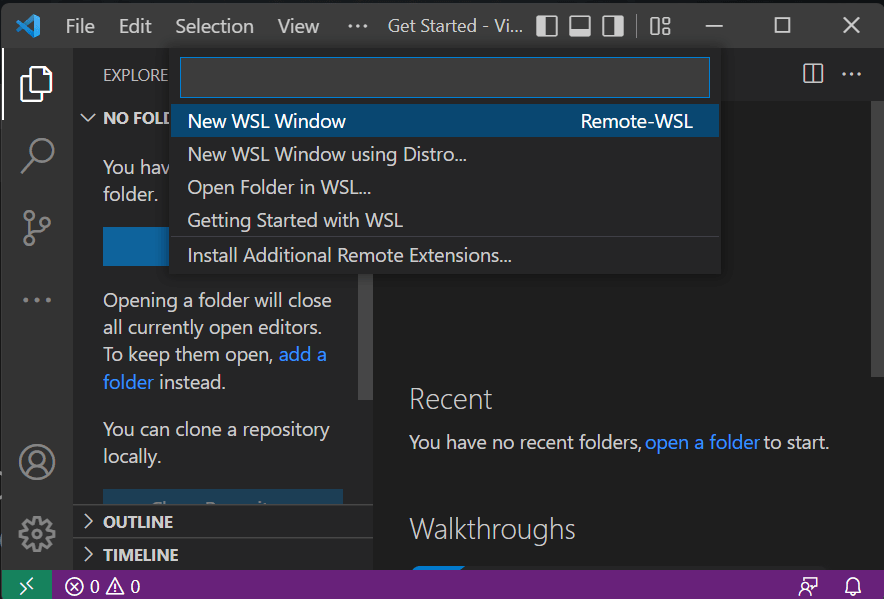 File Edit Selection View ··· Get Started - Vi...
EXPLORE
New WSL Window Remote-WSL
New WSL Window using Distro...
Open Folder in WSL...
Getting Started with WSL
Install Additional Remote Extensions...
NO FOLD
You hav
folder.
Opening a folder will close
all currently open editors.
To keep them open, add a
folder instead.
You can clone a repository
locally.
OUTLINE
TIMELINE
Recent
You have no recent folders, open a folder to start.
Walkthroughs
0 0